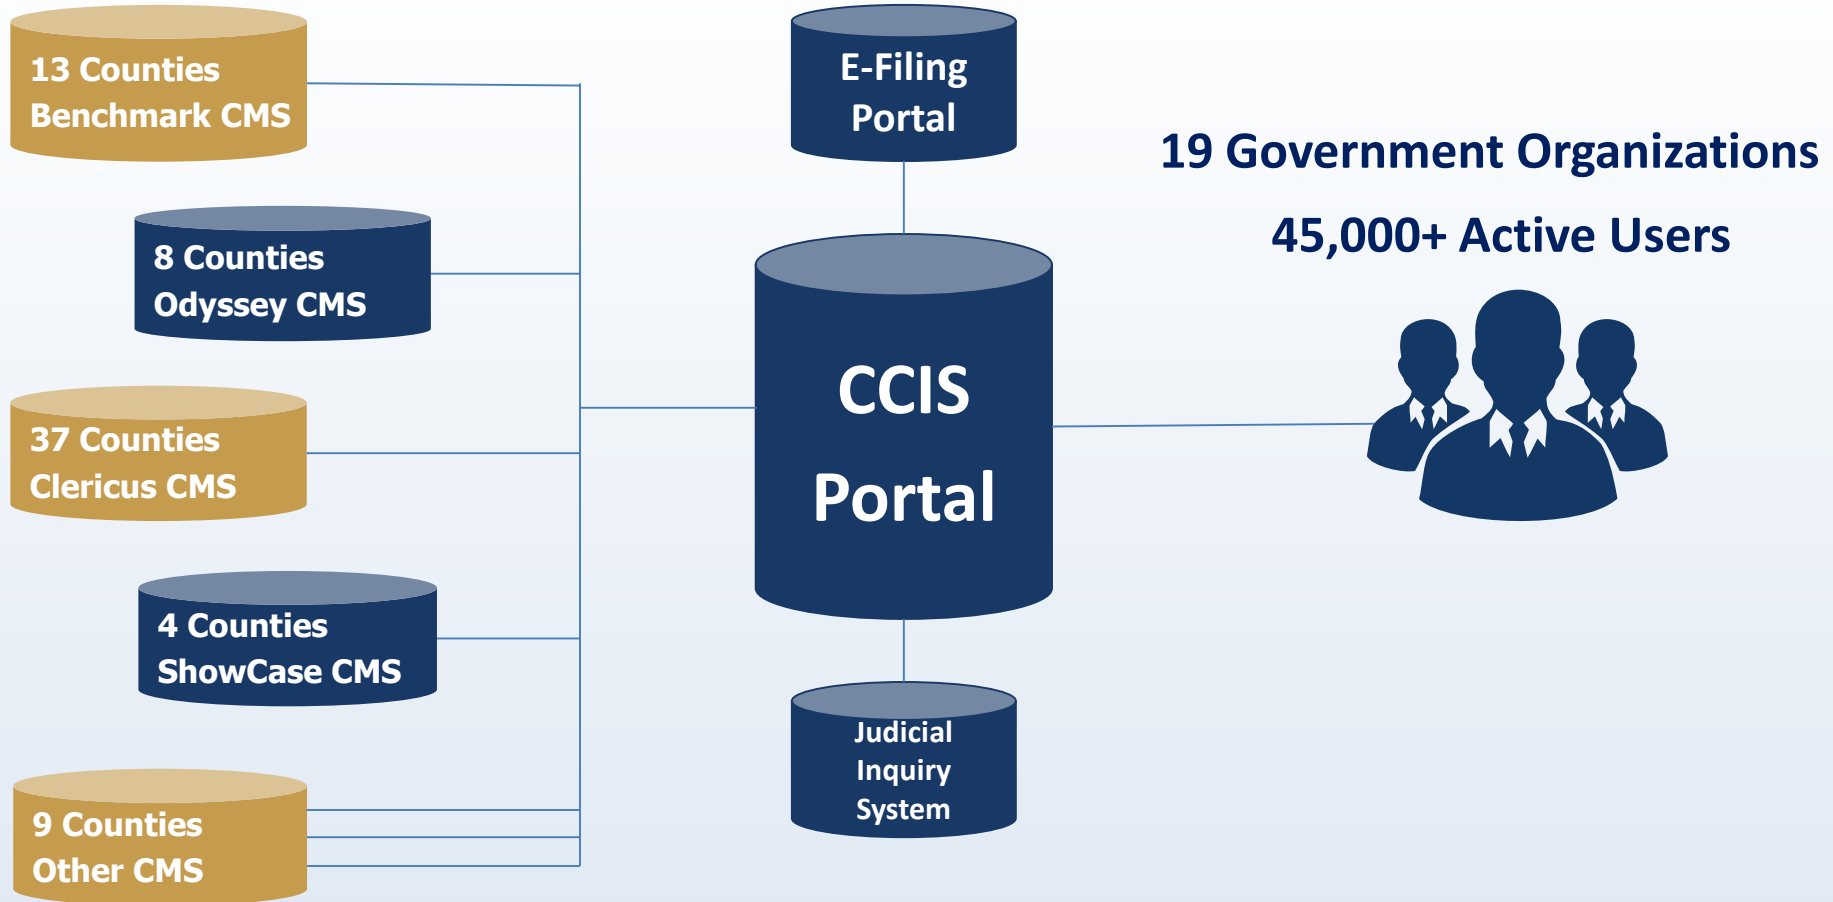 13 Counties
Benchmark CMS
8 Counties
Odyssey CMS
37 Counties
Clericus CMS
4 Counties
ShowCase CMS
9 Counties
Other CMS
E-Filing
Portal
CCIS
Portal
Judicial
Inquiry
System
19 Government Organizations
45,000+ Active Users